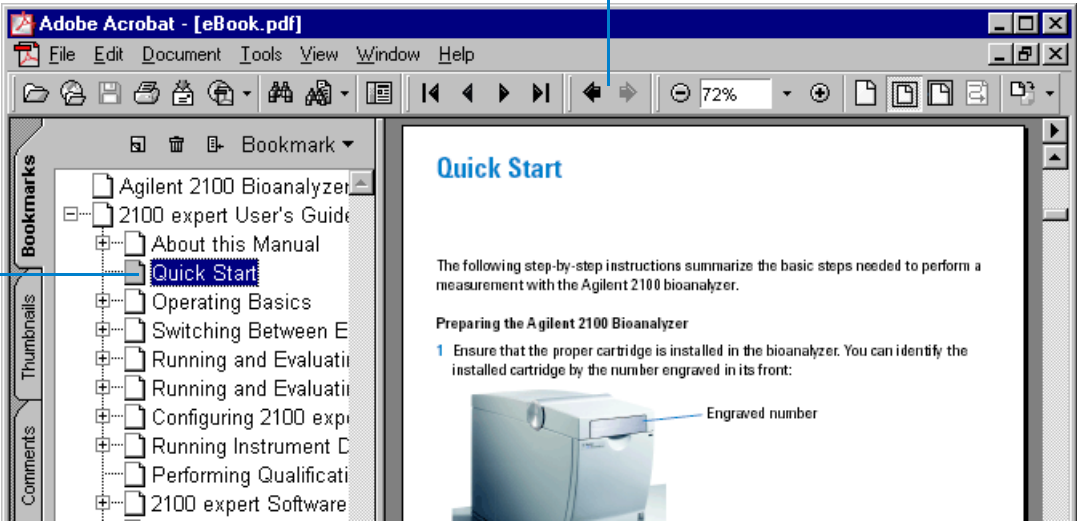 Adobe Acrobat - [eBook.pdf]
File Edit Document Tools View Window Help
72%
Bookmarks
Thumbnails
Comments
Bookmark
Agilent 2100 Bioanalyzer
2100 expert User's Guide
About this Manual
Quick Start
Operating Basics
Switching Between E
Running and Evaluati
Running and Evaluati
Configuring 2100 exp
Running Instrument D
Performing Qualificati
2100 expert Software
Quick Start
The following step-by-step instructions summarize the basic steps needed to perform a
measurement with the Agilent 2100 bioanalyzer.
Preparing the Agilent 2100 Bioanalyzer
1 Ensure that the proper cartridge is installed in the bioanalyzer. You can identify the
installed cartridge by the number engraved in its front:
Engraved number